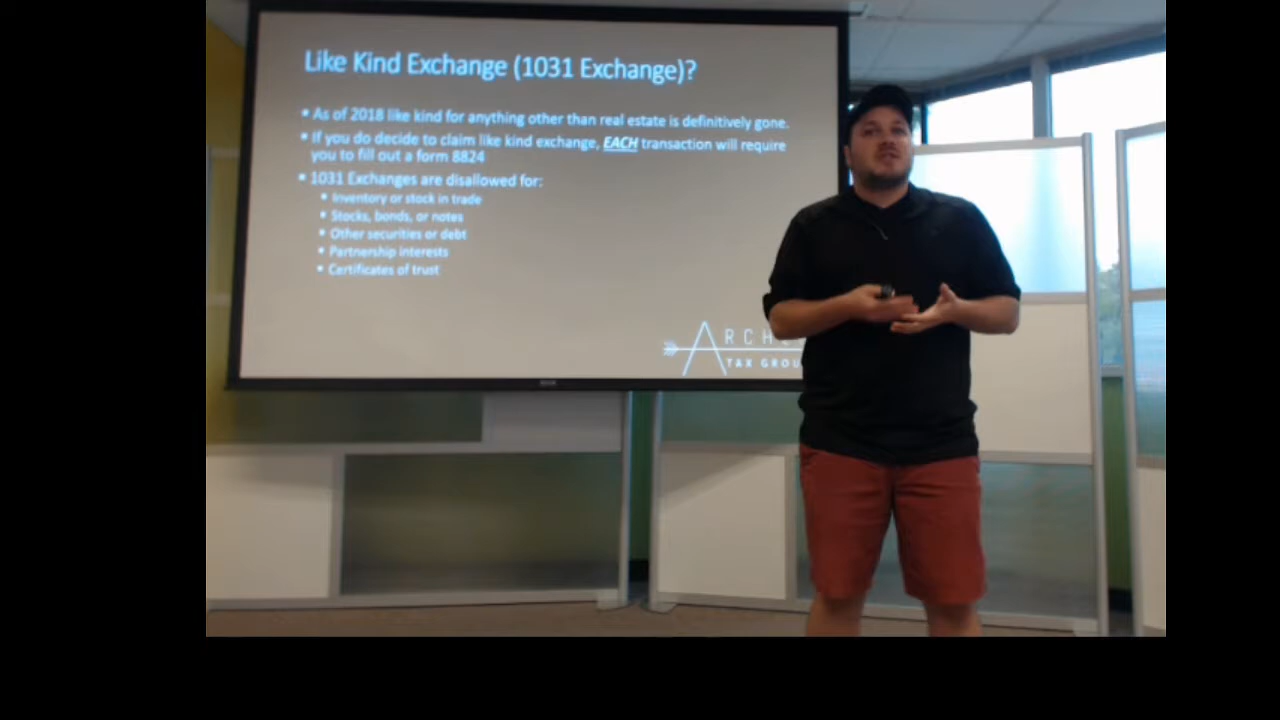 Like Kind Exchange (1031 Exchange)?
• As of 2018 like kind for anything other than real estate is definitively gone.
• If you do decide to claim like kind exchange, EACH transaction will require
you to fill out a form 8824
• 1031 Exchanges are disallowed for:
• Inventory or stock in trade
• Stocks, bonds, or notes
• Other securities or debt
• Partnership interests
• Certificates of trust
ARCHE
TAX GROU